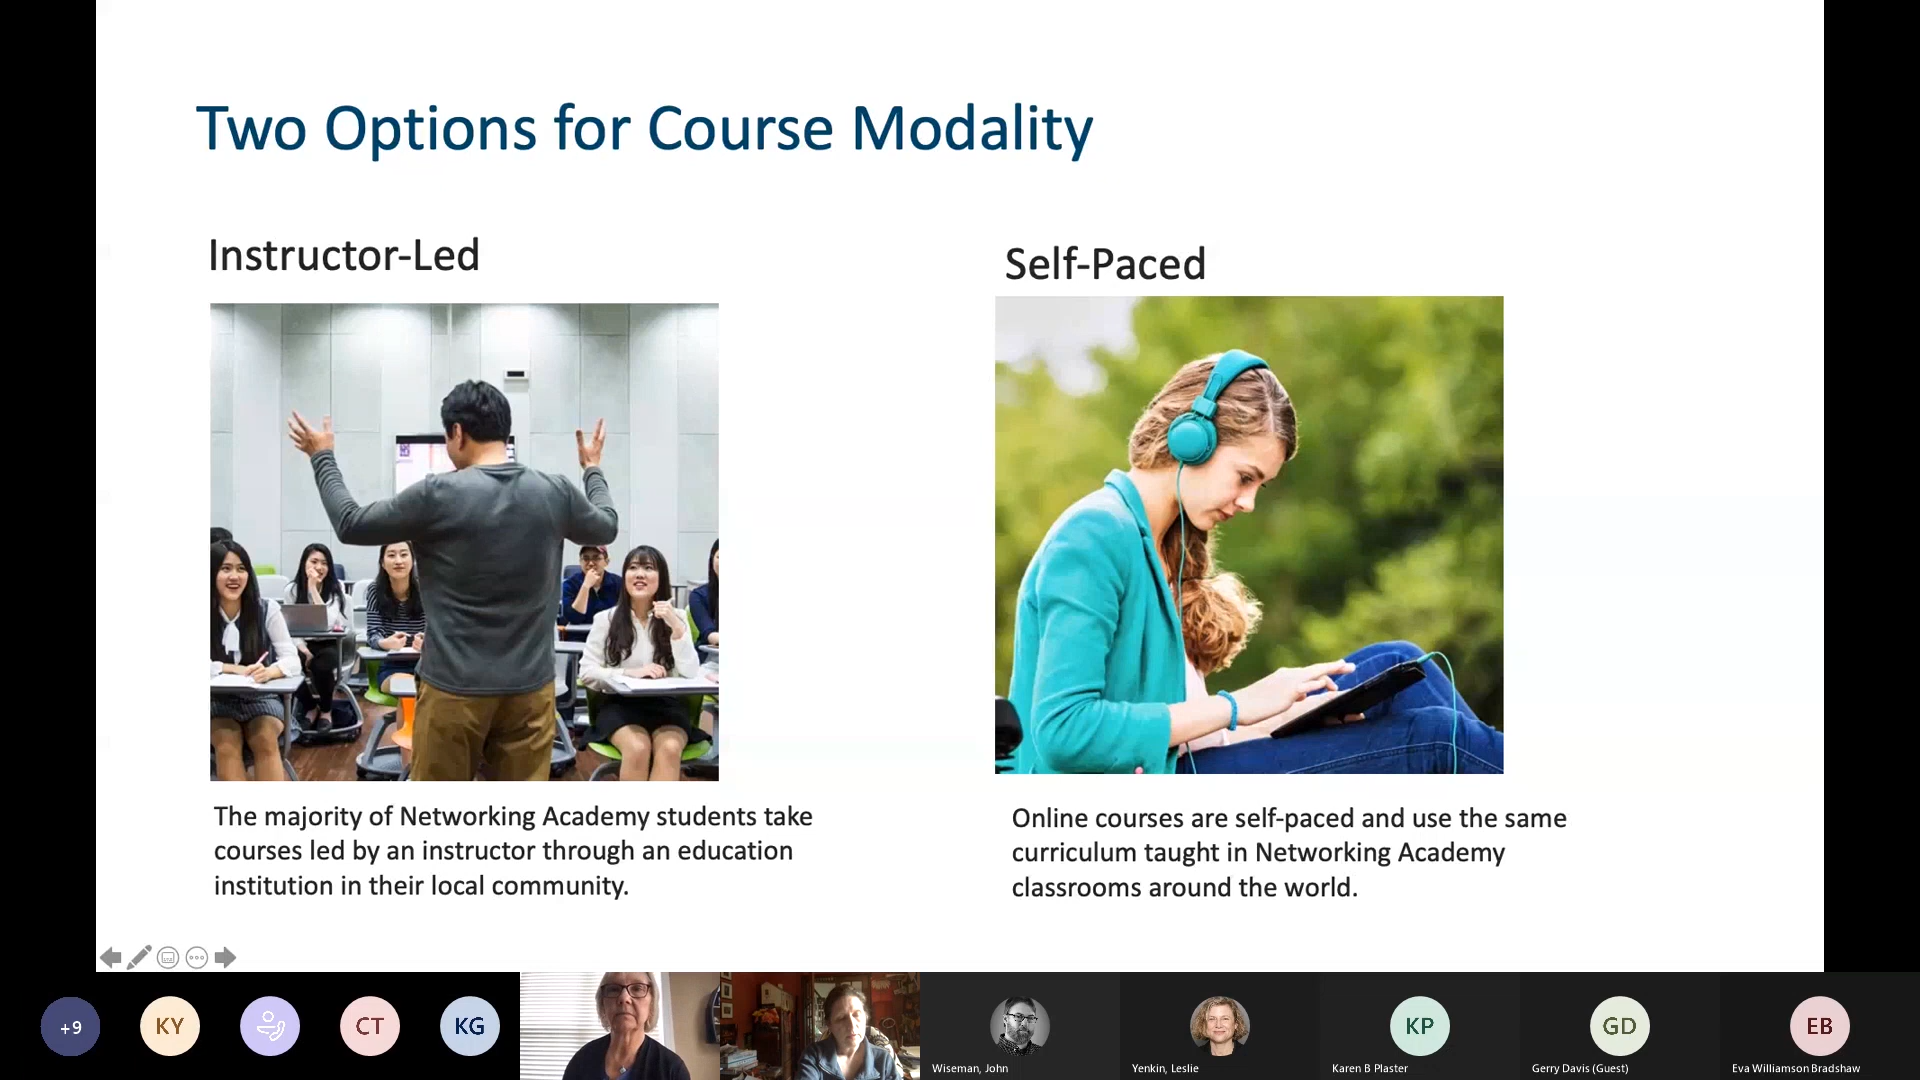 Two Options for Course Modality
Instructor-Led
The majority of Networking Academy students take
courses led by an instructor through an education
institution in their local community.
Self-Paced
Online courses are self-paced and use the same
curriculum taught in Networking Academy
classrooms around the world.
+9
KY
CT
KG
Wiseman, John
Yenkin, Leslie
KP
Karen B Plaster
GD
Gerry Davis (Guest)
EB
Eva Williamson Bradshaw